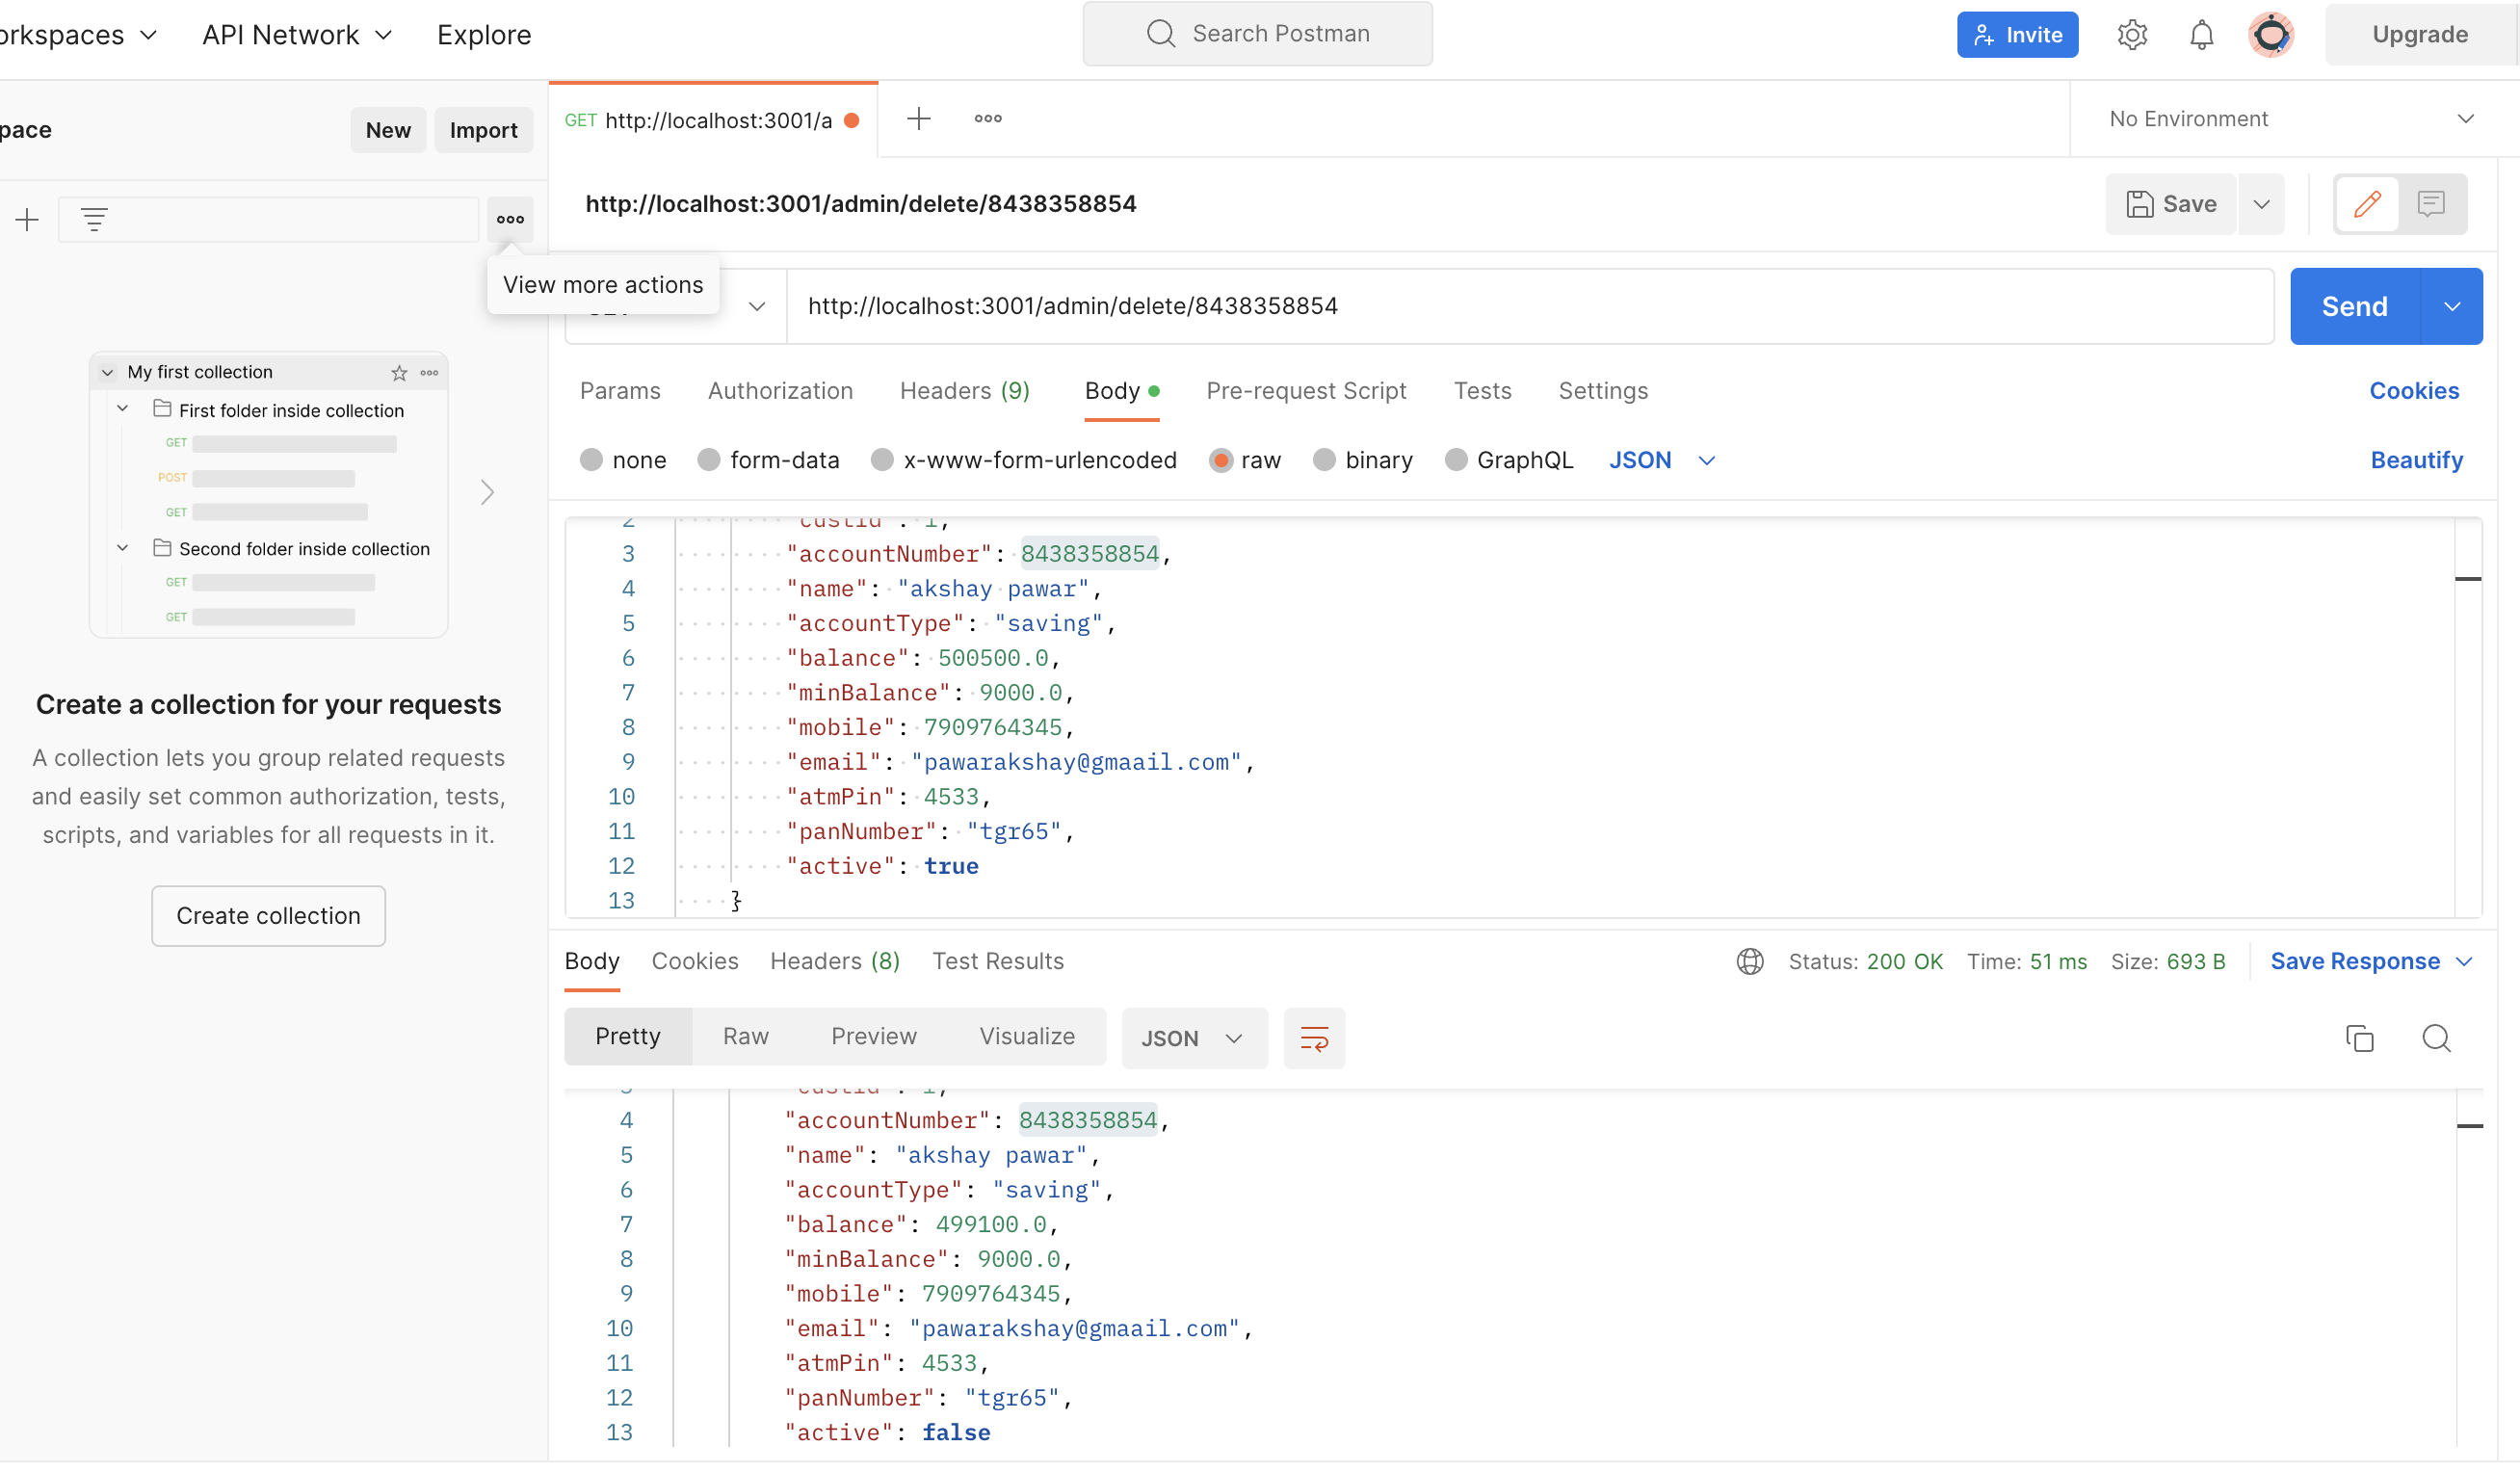 orkspaces API Network Explore Search Postman Invite Upgrade
pace New Import GET http://localhost:3001/a No Environment
http://localhost:3001/admin/delete/8438358854 Save
View more actions
http://localhost:3001/admin/delete/8438358854 Send
Params Authorization Headers (9) Body Pre-request Script Tests Settings Cookies
none form-data x-www-form-urlencoded raw binary GraphQL JSON Beautify
My first collection
First folder inside collection
GET
POST
GET
Second folder inside collection
GET
GET
Create a collection for your requests
A collection lets you group related requests
and easily set common authorization, tests,
scripts, and variables for all requests in it.
Create collection
2 "custid": 1,
3 "accountNumber": 8438358854,
4 "name": "akshay pawar",
5 "accountType": "saving",
6 "balance": 500500.0,
7 "minBalance": 9000.0,
8 "mobile": 7909764345,
9 "email": "pawarakshay@gmaail.com",
10 "atmPin": 4533,
11 "panNumber": "tgr65",
12 "active": true
13 }
Body Cookies Headers (8) Test Results Status: 200 OK Time: 51 ms Size: 693 B Save Response
Pretty Raw Preview Visualize JSON
3 "custid": 1,
4 "accountNumber": 8438358854,
5 "name": "akshay pawar",
6 "accountType": "saving",
7 "balance": 499100.0,
8 "minBalance": 9000.0,
9 "mobile": 7909764345,
10 "email": "pawarakshay@gmaail.com",
11 "atmPin": 4533,
12 "panNumber": "tgr65",
13 "active": false